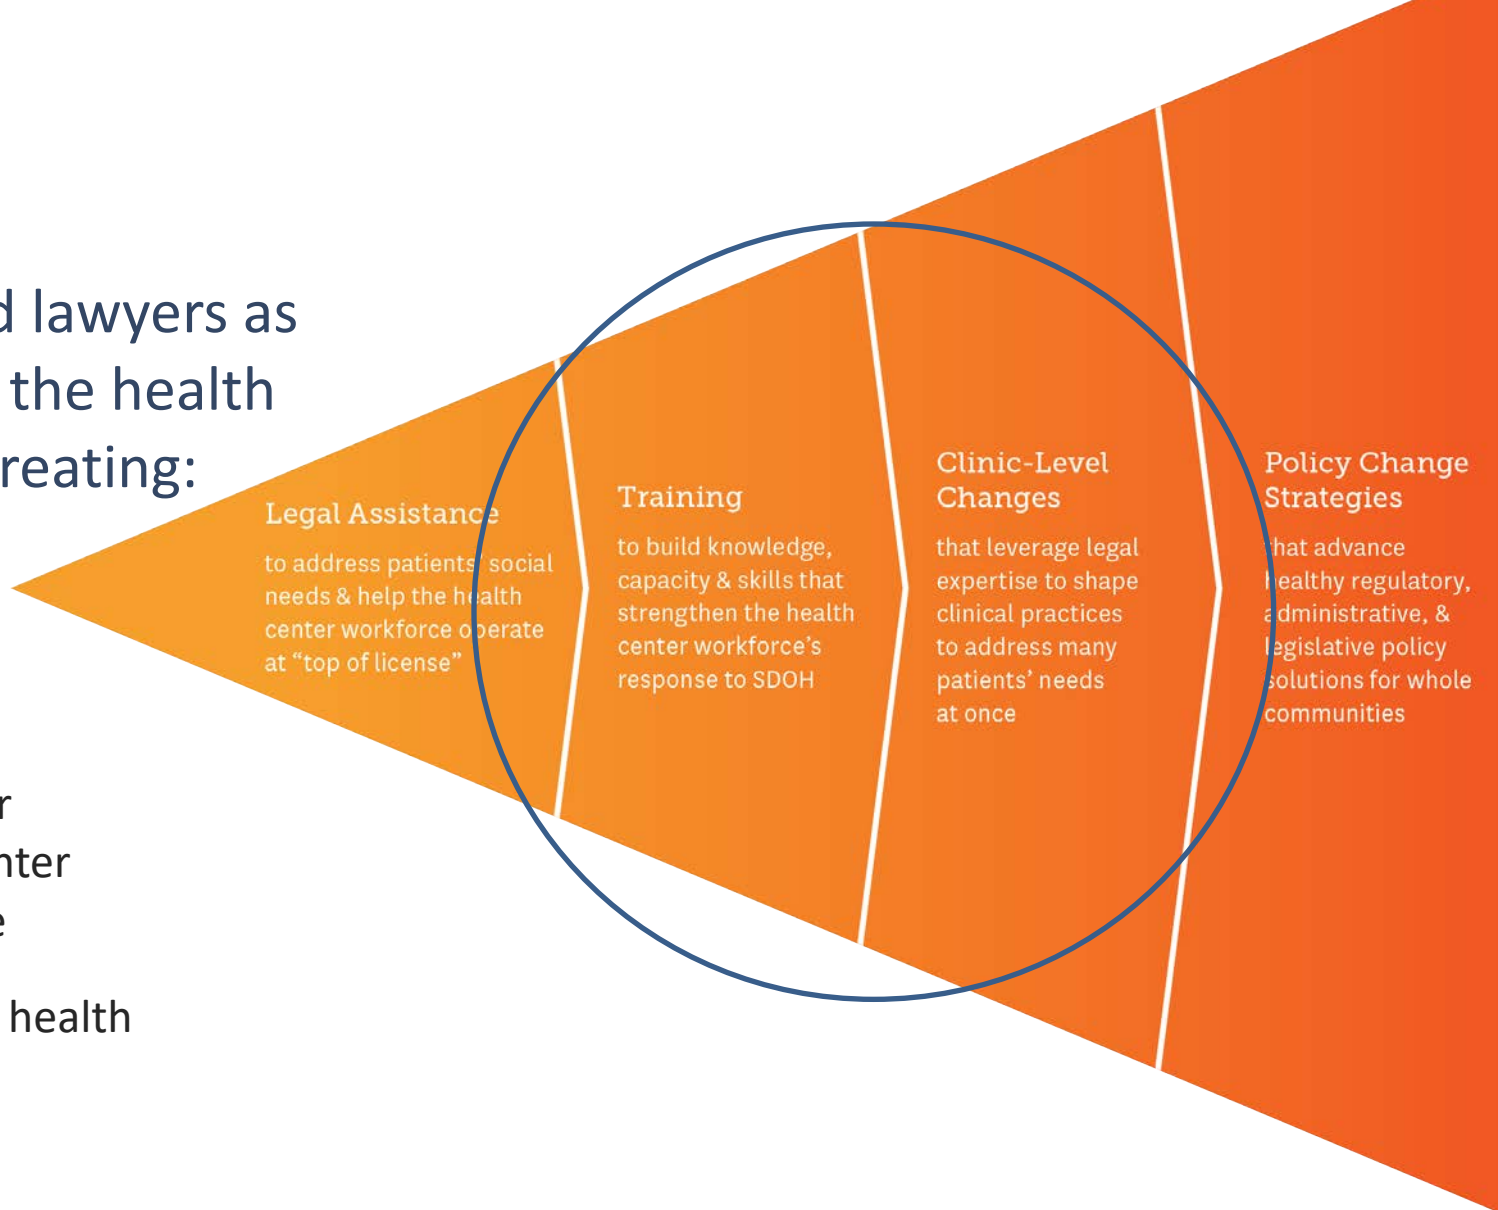 d lawyers as
the health
reating:
Legal Assistance
to address patients' social
needs & help the health
center workforce operate
at “top of license”
Training
to build knowledge,
capacity & skills that
strengthen the health
center workforce’s
response to SDOH
Clinic-Level
Changes
that leverage legal
expertise to shape
clinical practices
to address many
patients’ needs
at once
Policy Change
Strategies
that advance
healthy regulatory,
administrative, &
legislative policy
solutions for whole
communities
r
nter
e
health